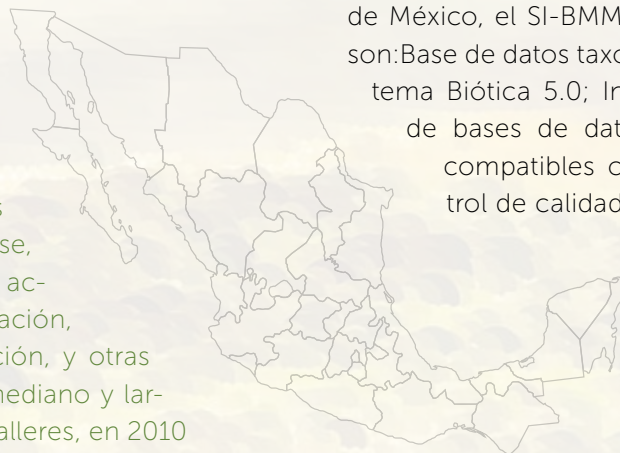 s
se,
ac-
ación,
ción, y otras
nediano y lar-
alleres, en 2010
de México, el SI-BMM
son:Base de datos taxo
tema Biótica 5.0; In
de bases de dat
compatibles c
trol de calidad